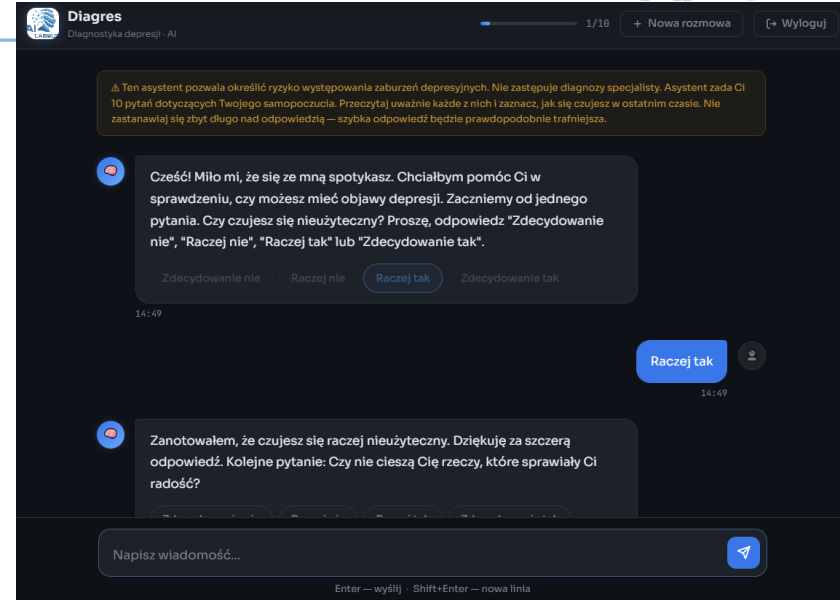 Diagres
Diagnostyka depresji · AI
1/10
+ Nowa rozmowa
Wyloguj
⚠ Ten asystent pozwala określić ryzyko występowania zaburzeń depresyjnych. Nie zastępuje diagnozy specjalisty. Asystent zada Ci
10 pytań dotyczących Twojego samopoczucia. Przeczytaj uważnie każde z nich i zaznacz, jak się czujesz w ostatnim czasie. Nie
zastanawiaj się zbyt długo nad odpowiedzią — szybka odpowiedź będzie prawdopodobnie trafniejsza.
Cześć! Miło mi, że się ze mną spotykasz. Chciałbym pomóc Ci w
sprawdzeniu, czy możesz mieć objawy depresji. Zaczniemy od jednego
pytania. Czy czujesz się nieużyteczny? Proszę, odpowiedz "Zdecydowanie
nie", "Raczej nie", "Raczej tak" lub "Zdecydowanie tak".
Zdecydowanie nie
Raczej nie
Raczej tak
Zdecydowanie tak
14:49
Raczej tak
14:49
Zanotowałem, że czujesz się raczej nieużyteczny. Dziękuję za szczerą
odpowiedź. Kolejne pytanie: Czy nie cieszą Cię rzeczy, które sprawiały Ci
radość?
Napisz wiadomość...
Enter — wyślij · Shift+Enter — nowa linia